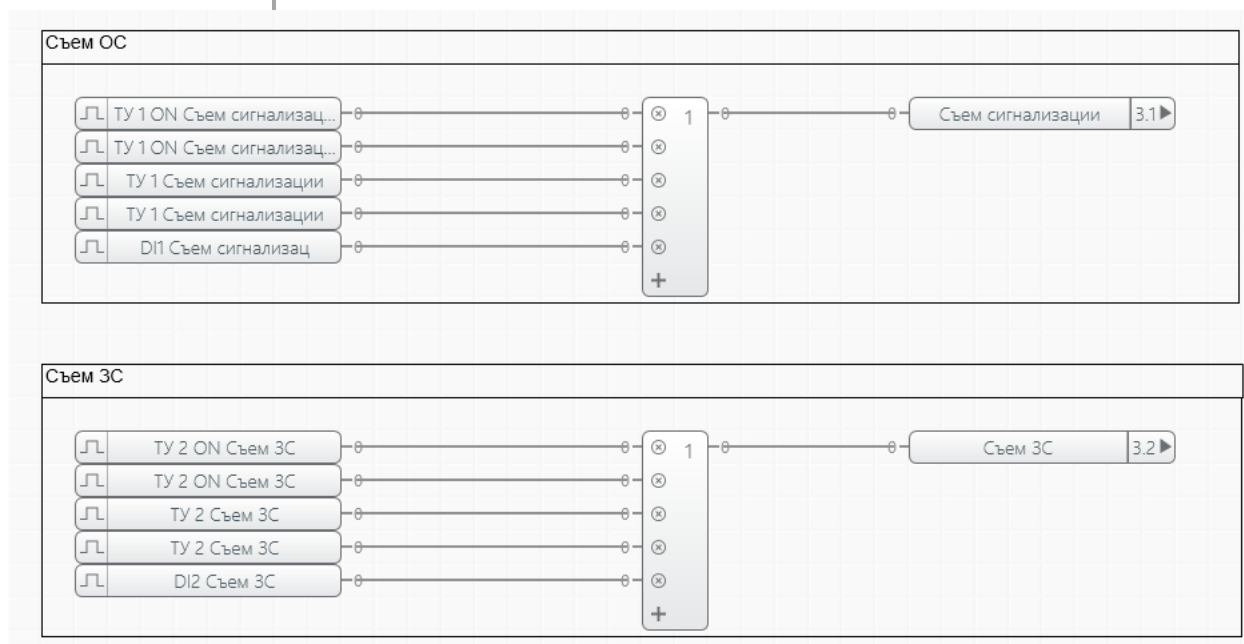 Съем ОС
ТУ 1 ON Съем сигнализац...
1
Съем сигнализации
3.1
ТУ 1 ON Съем сигнализац...
ТУ 1 Съем сигнализации
ТУ 1 Съем сигнализации
DI1 Съем сигнализац
Съем ЗС
ТУ 2 ON Съем ЗС
1
Съем ЗС
3.2
ТУ 2 ON Съем ЗС
ТУ 2 Съем ЗС
ТУ 2 Съем ЗС
DI2 Съем ЗС